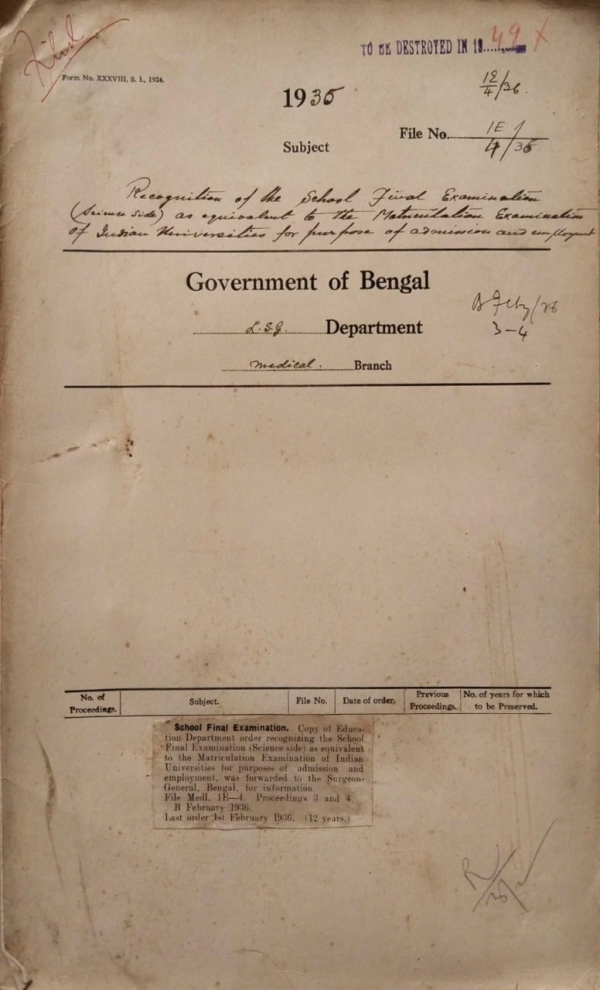 Filed
TO BE DESTROYED IN 19 49 X
Form No. XXXVIII, S. I., 1924.
12/4/36.
1935
File No. 1E/4/35
Subject
Recognition of the School Final Examination
(Science side) as equivalent to the Matriculation Examination
of Indian Universities for purpose of admission and employment
Government of Bengal
L.S.G. Department
B Feby/36
3-4
medical. Branch
No. of Proceedings. Subject. File No. Date of order. Previous Proceedings. No. of years for which to be Preserved.
School Final Examination. Copy of Educa-
tion Department order recognizing the School
Final Examination (Science side) as equivalent
to the Matriculation Examination of Indian
Universities for purposes of admission and
employment, was forwarded to the Surgeon-
General, Bengal, for information.
File Medl. 1E—4. Proceedings 3 and 4
B February 1936.
Last order 1st February 1936. (12 years.)